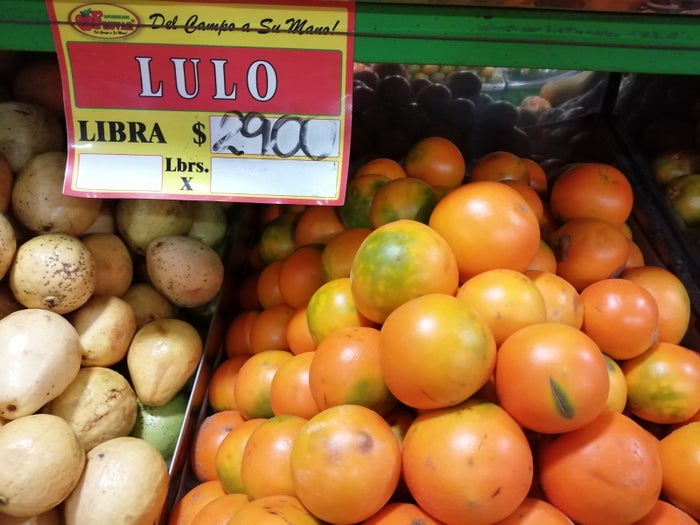 Del Campo a Su Mano!
LULO
LIBRA $ 2900
Lbrs.
X